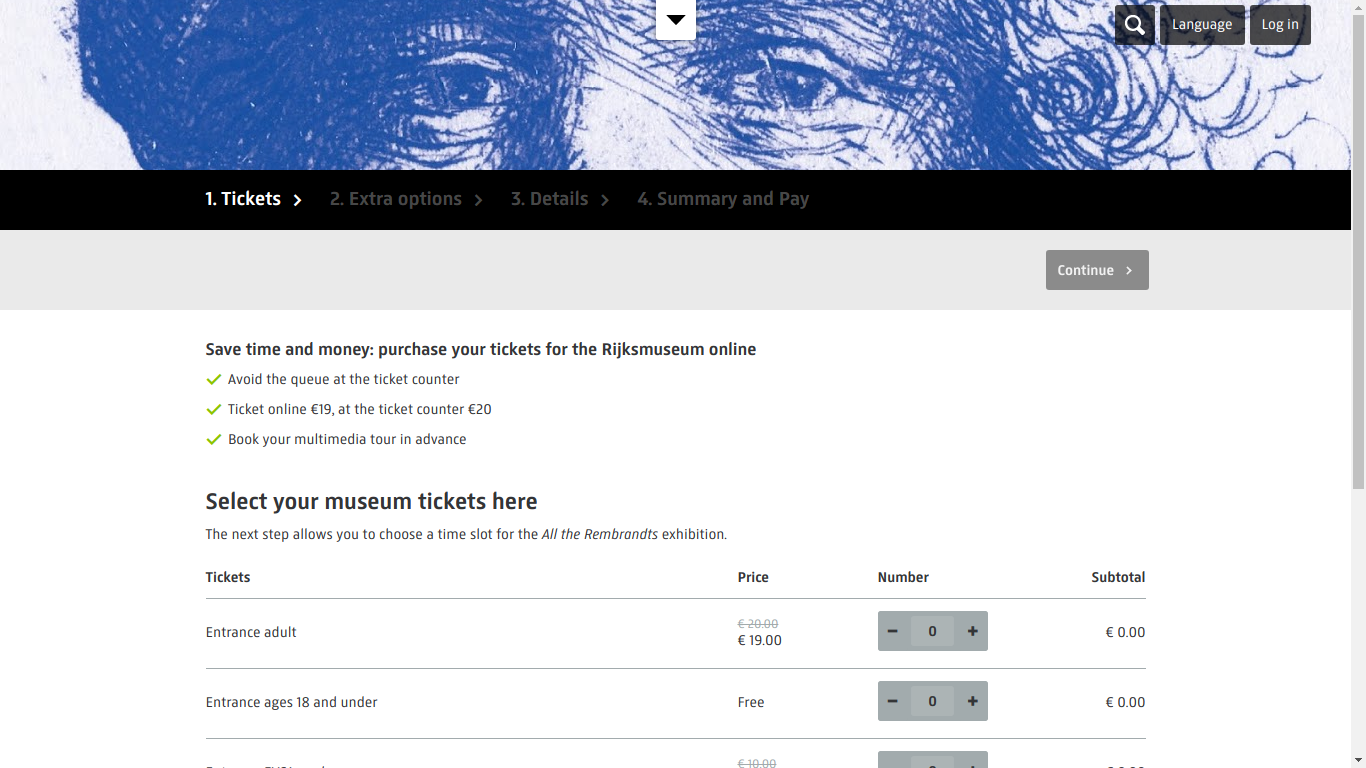 Language
Log in
1. Tickets
2. Extra options
3. Details
4. Summary and Pay
Continue
Save time and money: purchase your tickets for the Rijksmuseum online
Avoid the queue at the ticket counter
Ticket online €19, at the ticket counter €20
Book your multimedia tour in advance
Select your museum tickets here
The next step allows you to choose a time slot for the All the Rembrandts exhibition.
Tickets Price Number Subtotal
€ 20.00
Entrance adult € 19.00 − 0 + € 0.00
Entrance ages 18 and under Free − 0 + € 0.00
€ 10.00